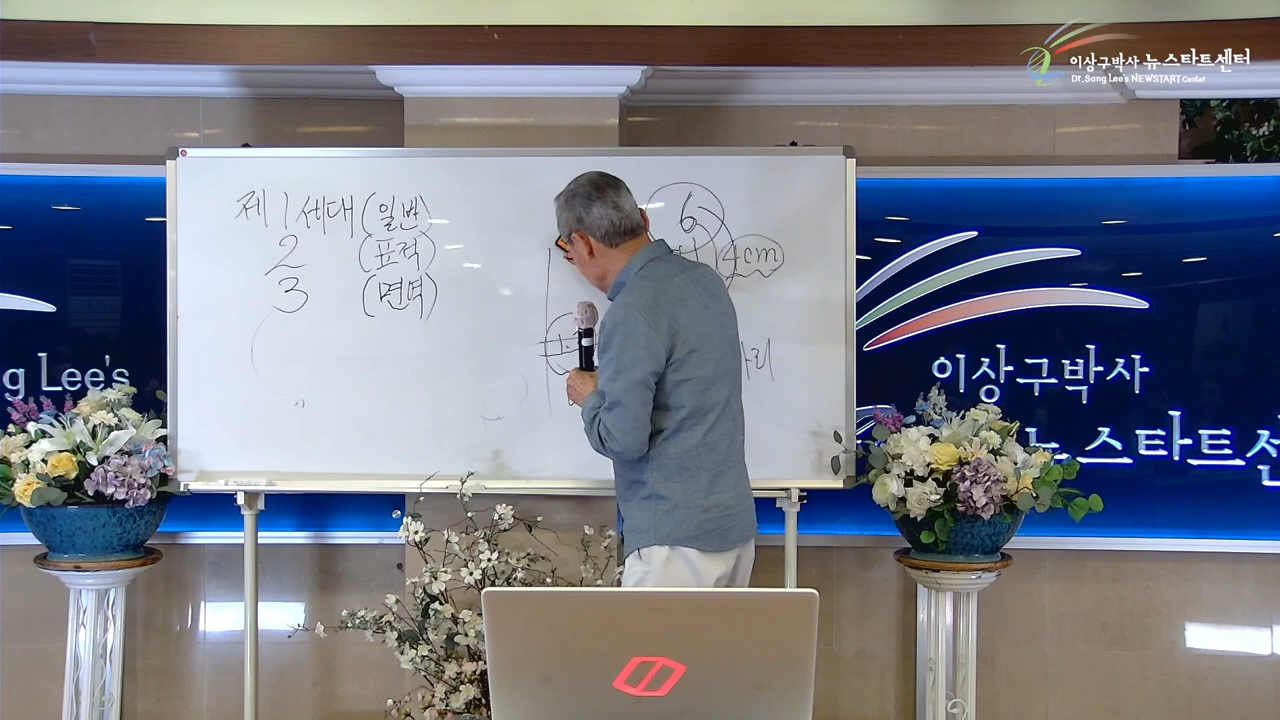 이상구박사 뉴스타트센터
Dr. Sang Lee's NEWSTART Center
제 1 세대 (일반)
2 (표적)
3 (면역)
6
4cm
g Lee's
이상구박사
뉴스타트센